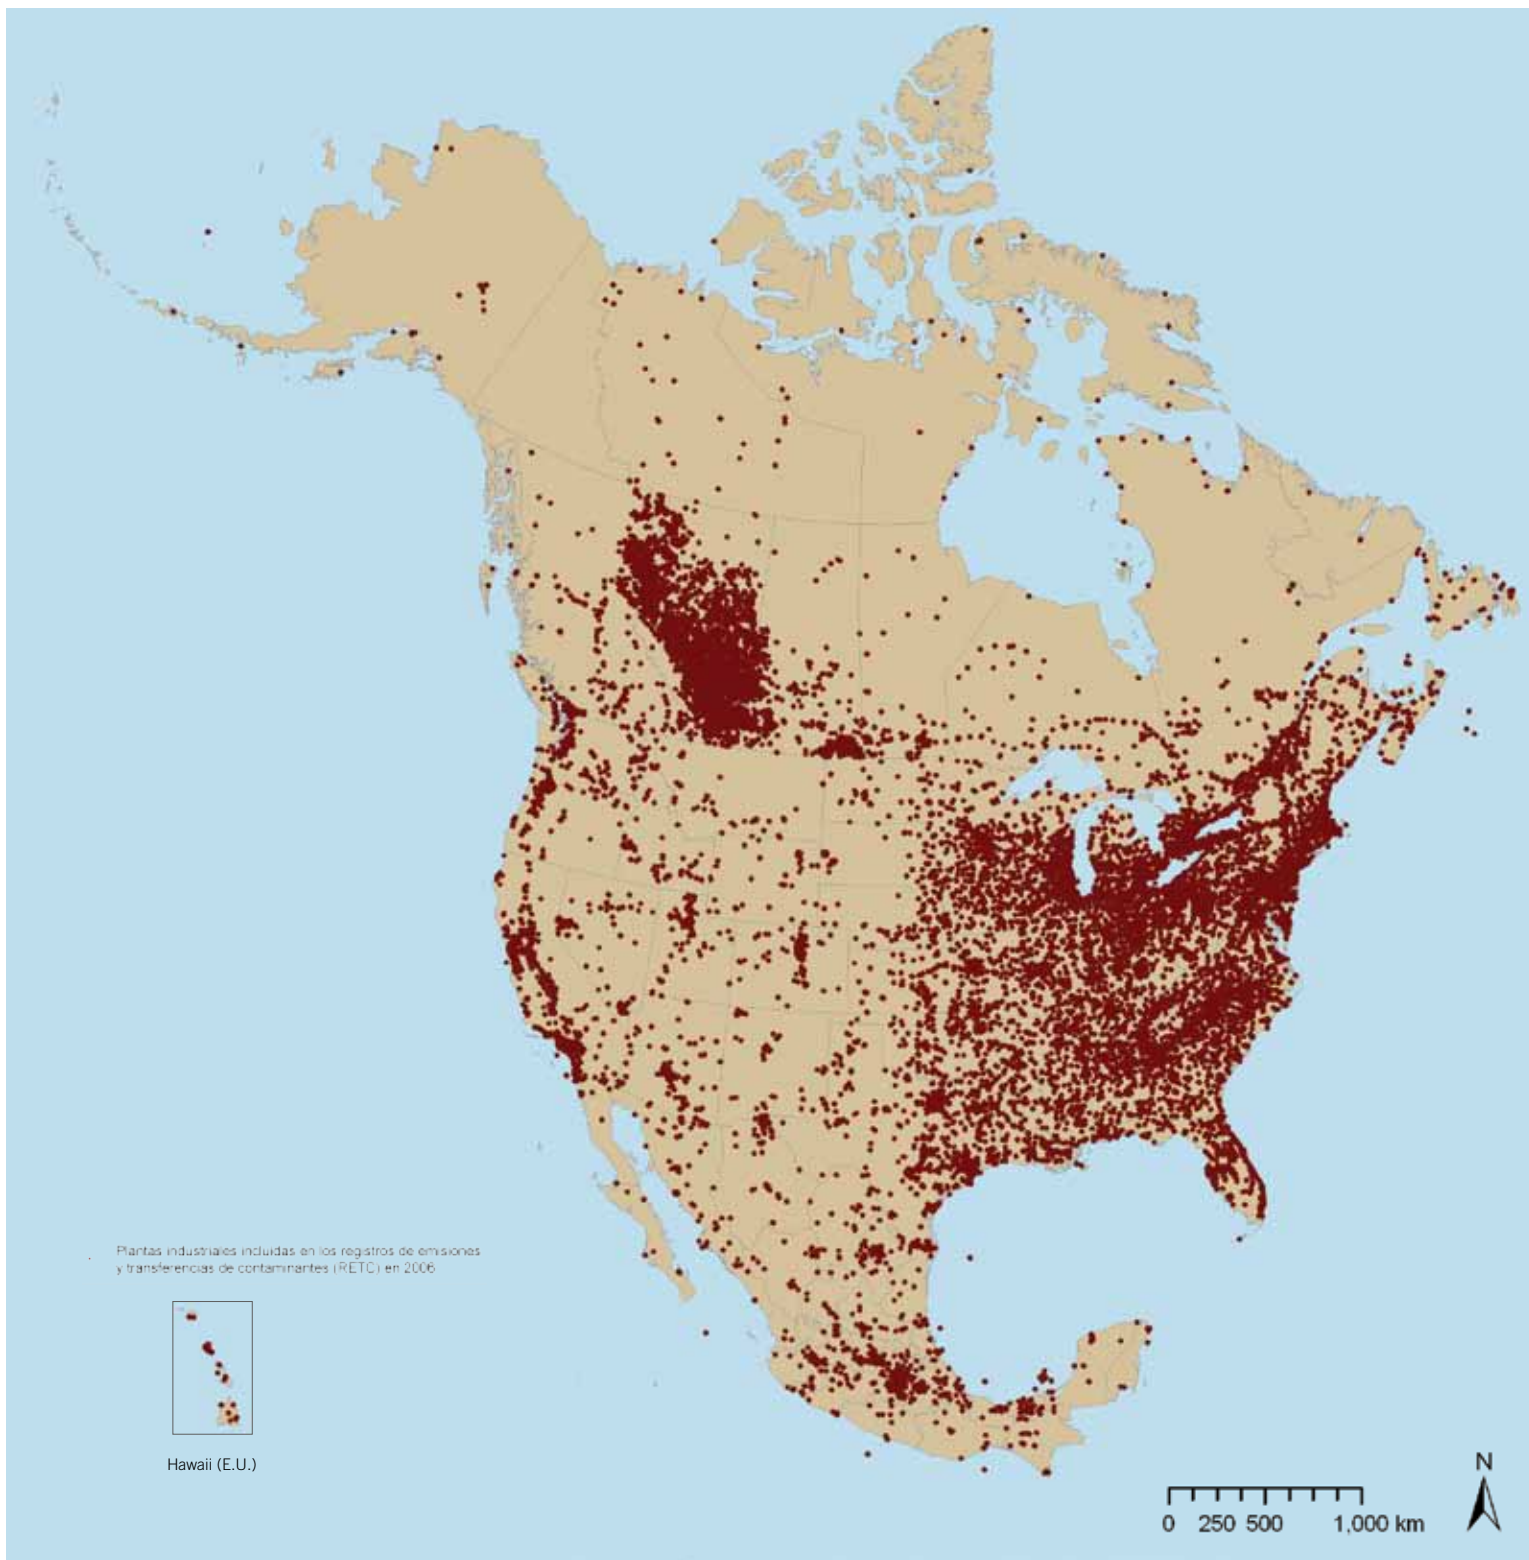 Plantas industriales incluidas en los registros de emisiones
y transferencias de contaminantes (RETC) en 2006
Hawaii (E.U.)
N
0 250 500 1,000 km